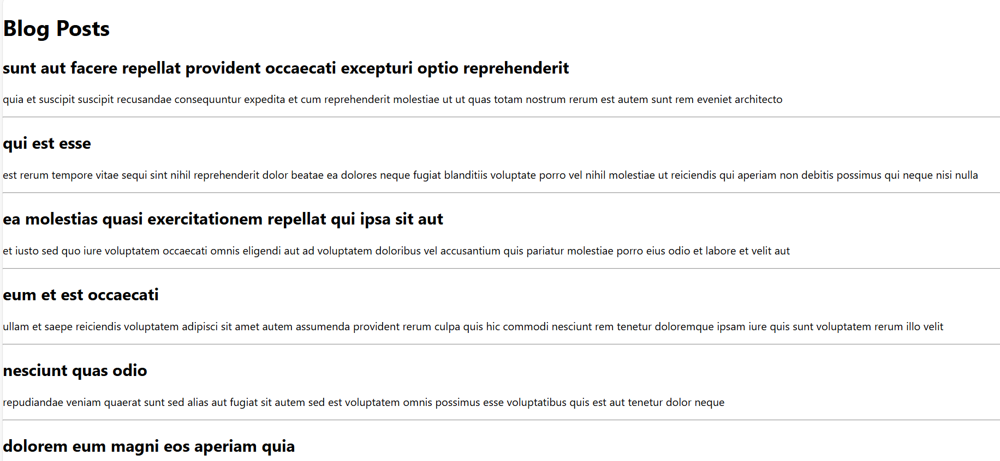 Blog Posts
sunt aut facere repellat provident occaecati excepturi optio reprehenderit
quia et suscipit suscipit recusandae consequuntur expedita et cum reprehenderit molestiae ut ut quas totam nostrum rerum est autem sunt rem eveniet architecto
qui est esse
est rerum tempore vitae sequi sint nihil reprehenderit dolor beatae ea dolores neque fugiat blanditiis voluptate porro vel nihil molestiae ut reiciendis qui aperiam non debitis possimus qui neque nisi nulla
ea molestias quasi exercitationem repellat qui ipsa sit aut
et iusto sed quo iure voluptatem occaecati omnis eligendi aut ad voluptatem doloribus vel accusantium quis pariatur molestiae porro eius odio et labore et velit aut
eum et est occaecati
ullam et saepe reiciendis voluptatem adipisci sit amet autem assumenda provident rerum culpa quis hic commodi nesciunt rem tenetur doloremque ipsam iure quis sunt voluptatem rerum illo velit
nesciunt quas odio
repudiandae veniam quaerat sunt sed alias aut fugiat sit autem sed est voluptatem omnis possimus esse voluptatibus quis est aut tenetur dolor neque
dolorem eum magni eos aperiam quia